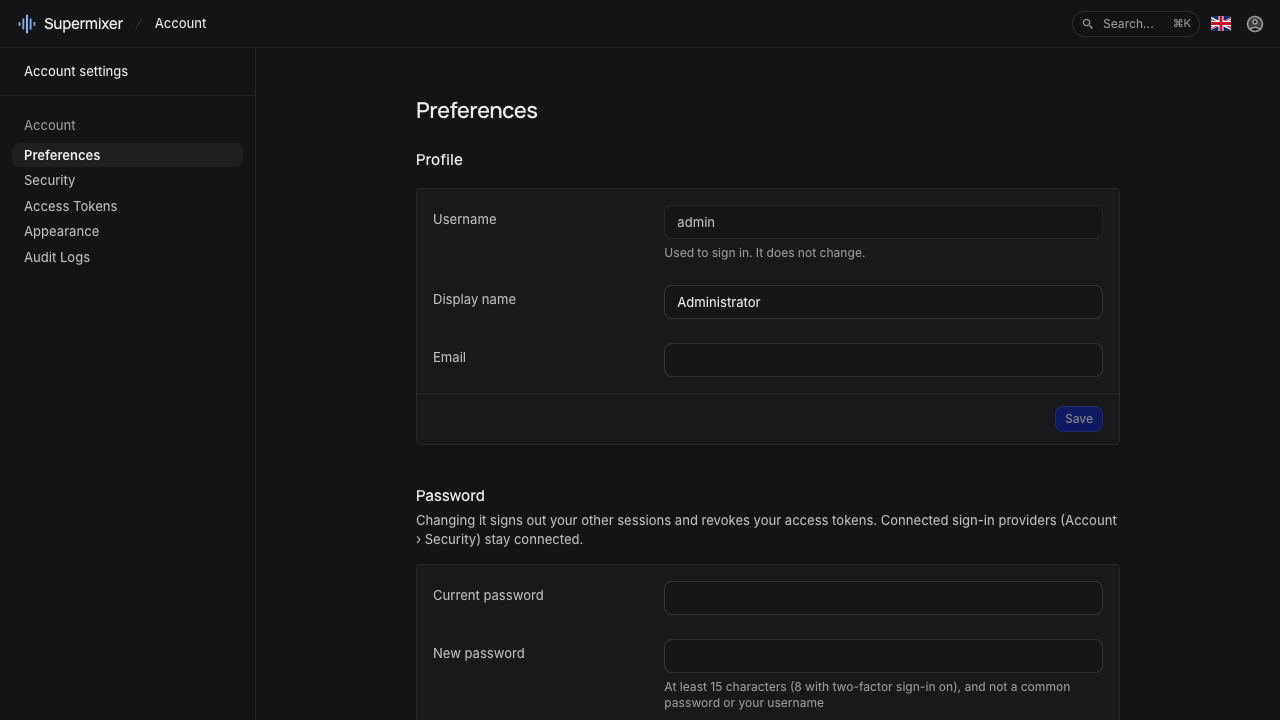 Supermixer / Account
Search... ⌘K
Account settings
Account
Preferences
Security
Access Tokens
Appearance
Audit Logs
Preferences
Profile
Username
admin
Used to sign in. It does not change.
Display name
Administrator
Email
Save
Password
Changing it signs out your other sessions and revokes your access tokens. Connected sign-in providers (Account
› Security) stay connected.
Current password
New password
At least 15 characters (8 with two-factor sign-in on), and not a common
password or your username